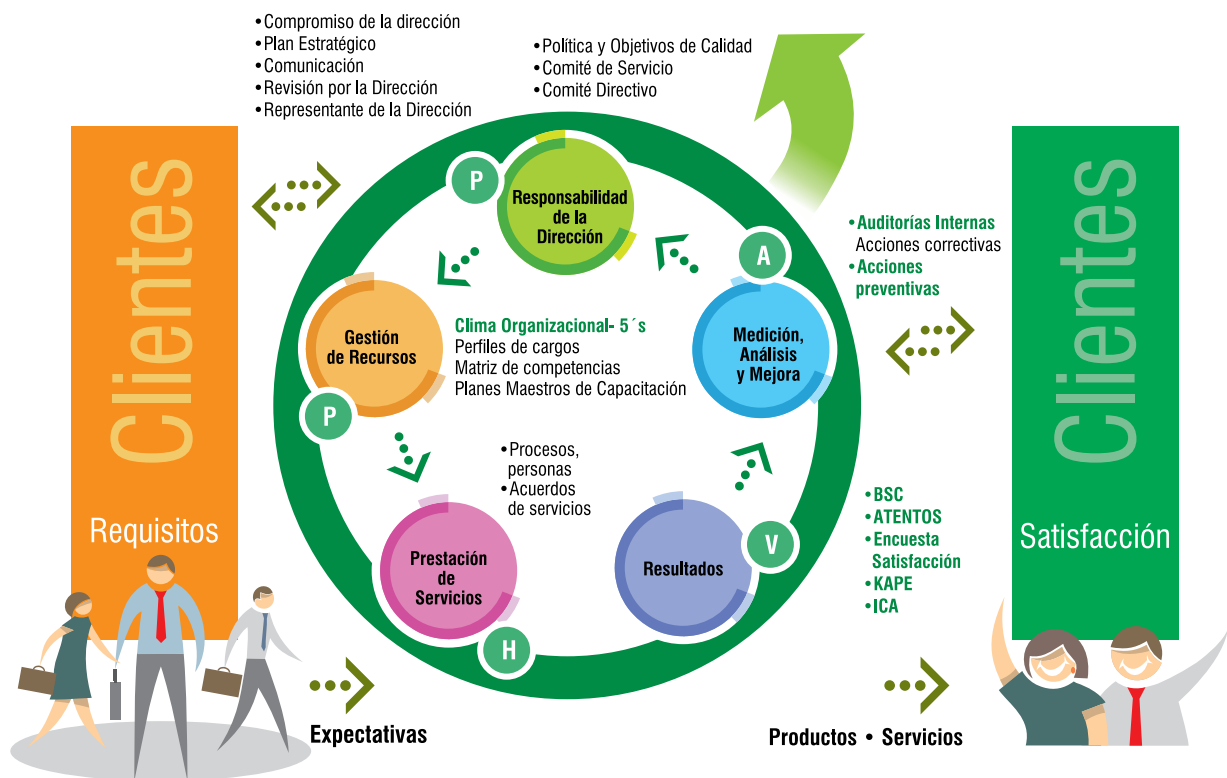 •Compromiso de la dirección
•Plan Estratégico
•Comunicación
•Revisión por la Dirección
•Representante de la Dirección
•Política y Objetivos de Calidad
•Comité de Servicio
•Comité Directivo
Clientes
Requisitos
P
Responsabilidad
de la
Dirección
A
•Auditorías Internas
Acciones correctivas
•Acciones
preventivas
Gestión
de Recursos
P
Clima Organizacional- 5´s
Perfiles de cargos
Matriz de competencias
Planes Maestros de Capacitación
Medición,
Análisis
y Mejora
•Procesos,
personas
•Acuerdos
de servicios
Prestación
de
Servicios
H
Resultados
V
•BSC
•ATENTOS
•Encuesta
Satisfacción
•KAPE
•ICA
Clientes
Satisfacción
Expectativas
Productos • Servicios